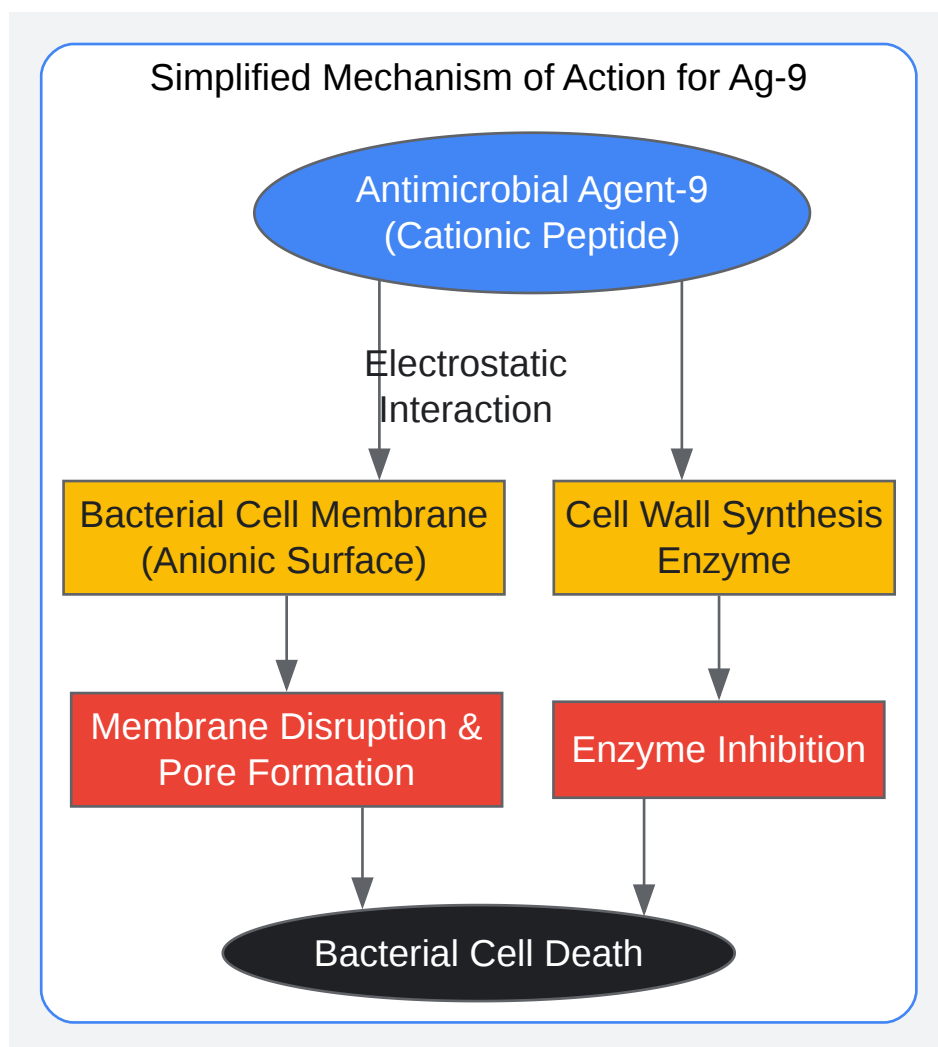 Simplified Mechanism of Action for Ag-9
Antimicrobial Agent-9
(Cationic Peptide)
Electrostatic
Interaction
Bacterial Cell Membrane
(Anionic Surface)
Cell Wall Synthesis
Enzyme
Membrane Disruption &
Pore Formation
Enzyme Inhibition
Bacterial Cell Death